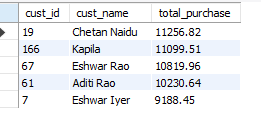 cust_id cust_name total_purchase
19 Chetan Naidu 11256.82
166 Kapila 11099.51
67 Eshwar Rao 10819.96
61 Aditi Rao 10230.64
7 Eshwar Iyer 9188.45